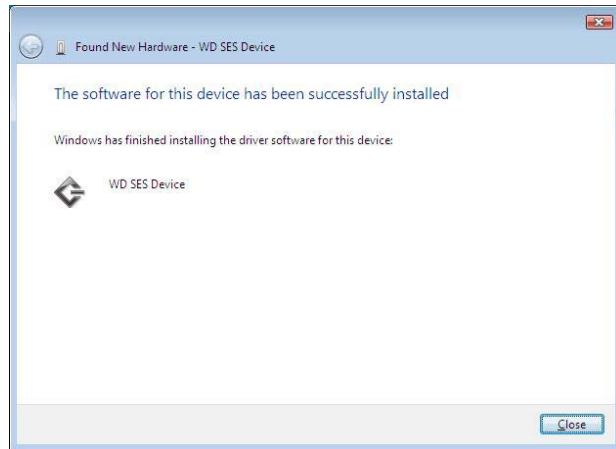 Found New Hardware - WD SES Device
The software for this device has been successfully installed
Windows has finished installing the driver software for this device:
WD SES Device
Close